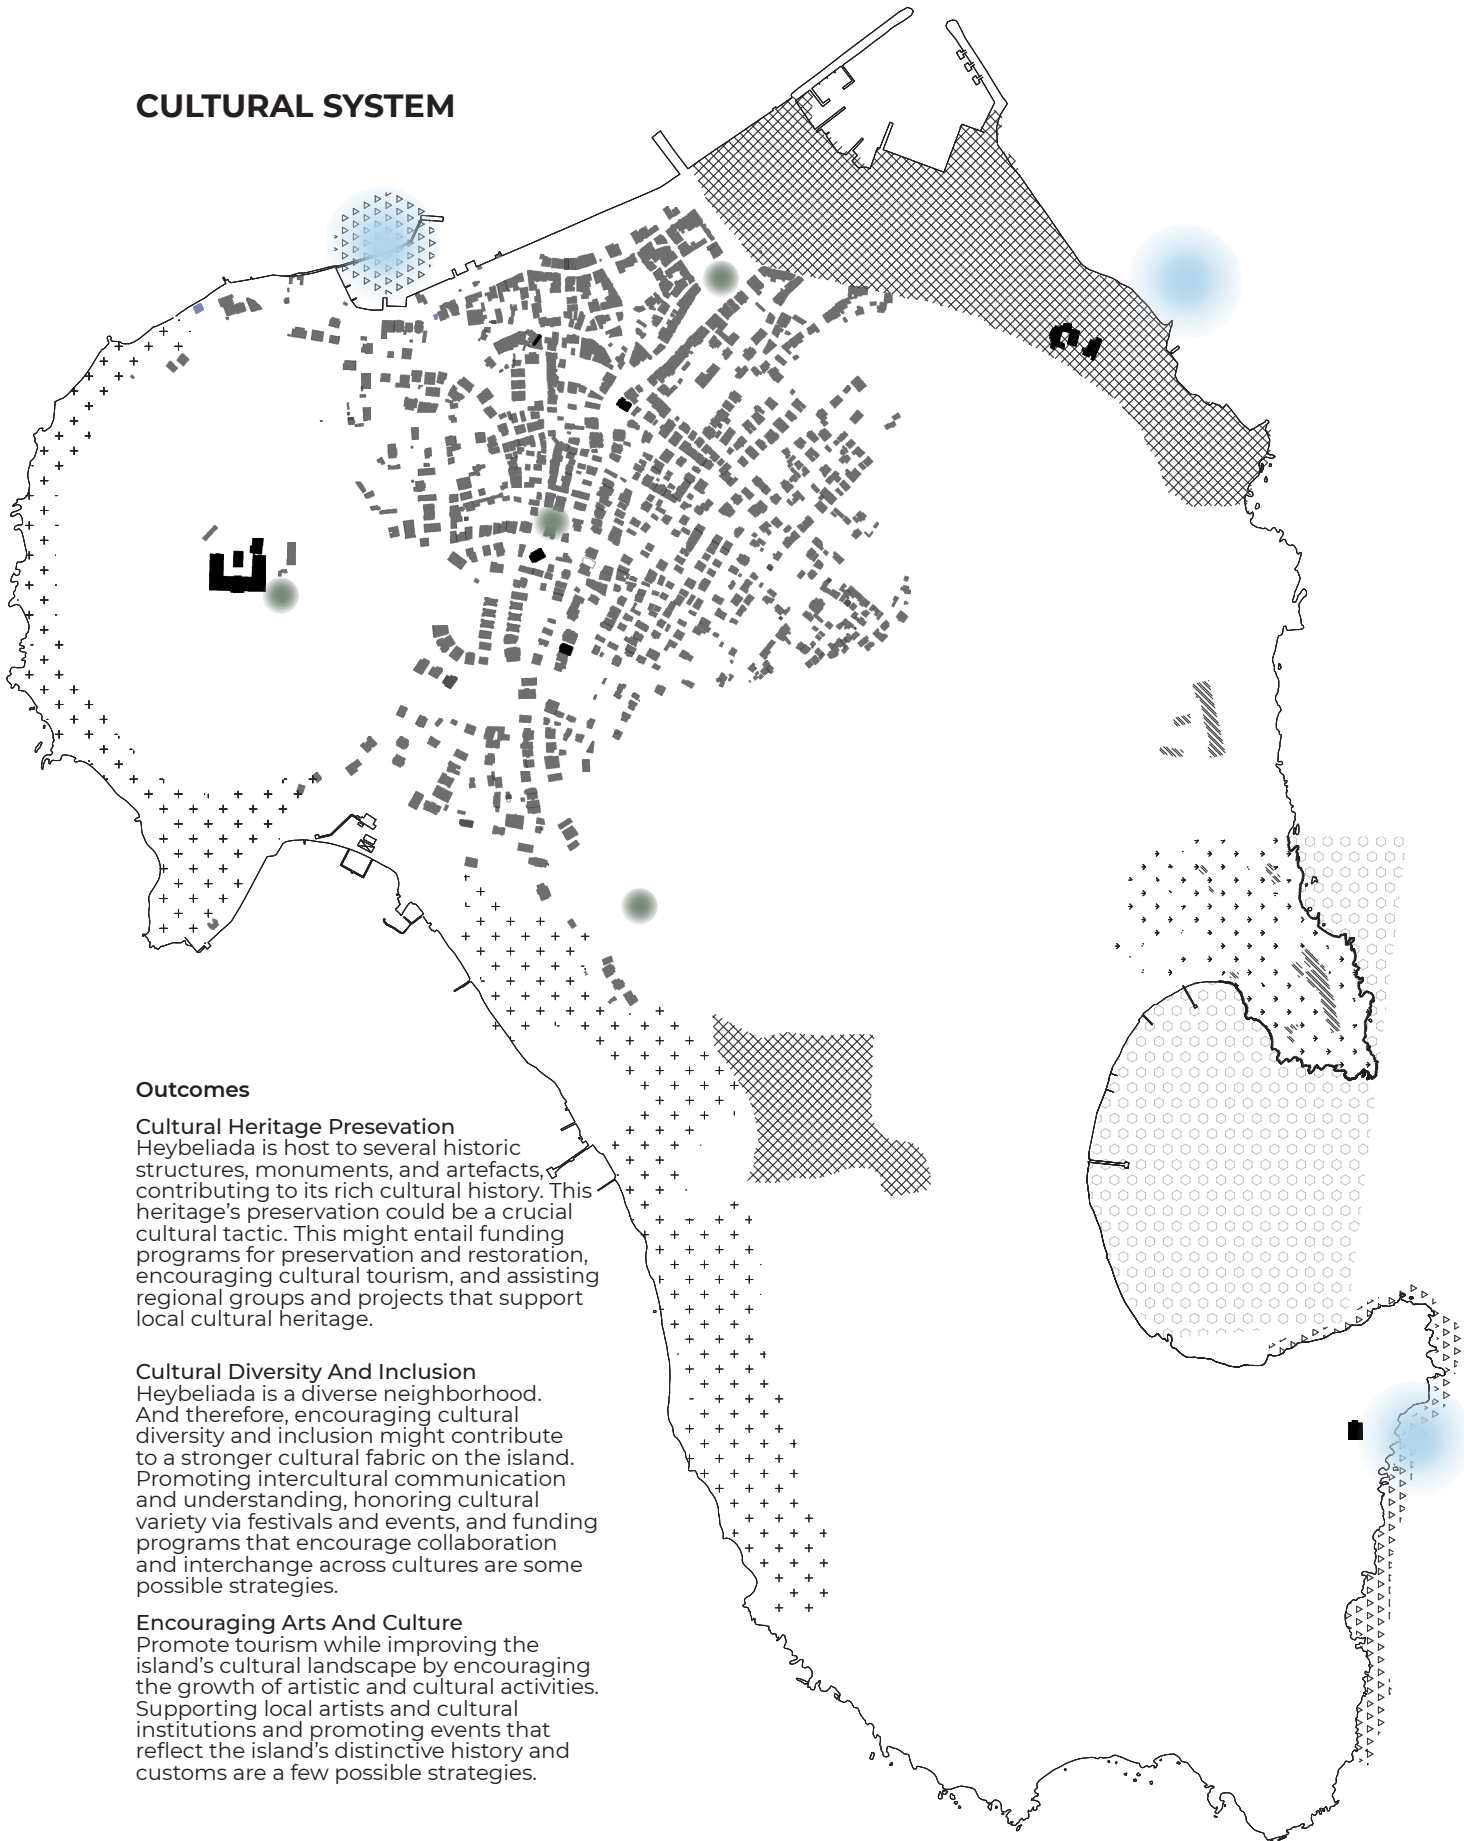 CULTURAL SYSTEM
Outcomes
Cultural Heritage Presevation
Heybeliada is host to several historic
structures, monuments, and artefacts,
contributing to its rich cultural history. This
heritage's preservation could be a crucial
cultural tactic. This might entail funding
programs for preservation and restoration,
encouraging cultural tourism, and assisting
regional groups and projects that support
local cultural heritage.
Cultural Diversity And Inclusion
Heybeliada is a diverse neighborhood.
And therefore, encouraging cultural
diversity and inclusion might contribute
to a stronger cultural fabric on the island.
Promoting intercultural communication
and understanding, honoring cultural
variety via festivals and events, and funding
programs that encourage collaboration
and interchange across cultures are some
possible strategies.
Encouraging Arts And Culture
Promote tourism while improving the
island's cultural landscape by encouraging
the growth of artistic and cultural activities.
Supporting local artists and cultural
institutions and promoting events that
reflect the island's distinctive history and
customs are a few possible strategies.